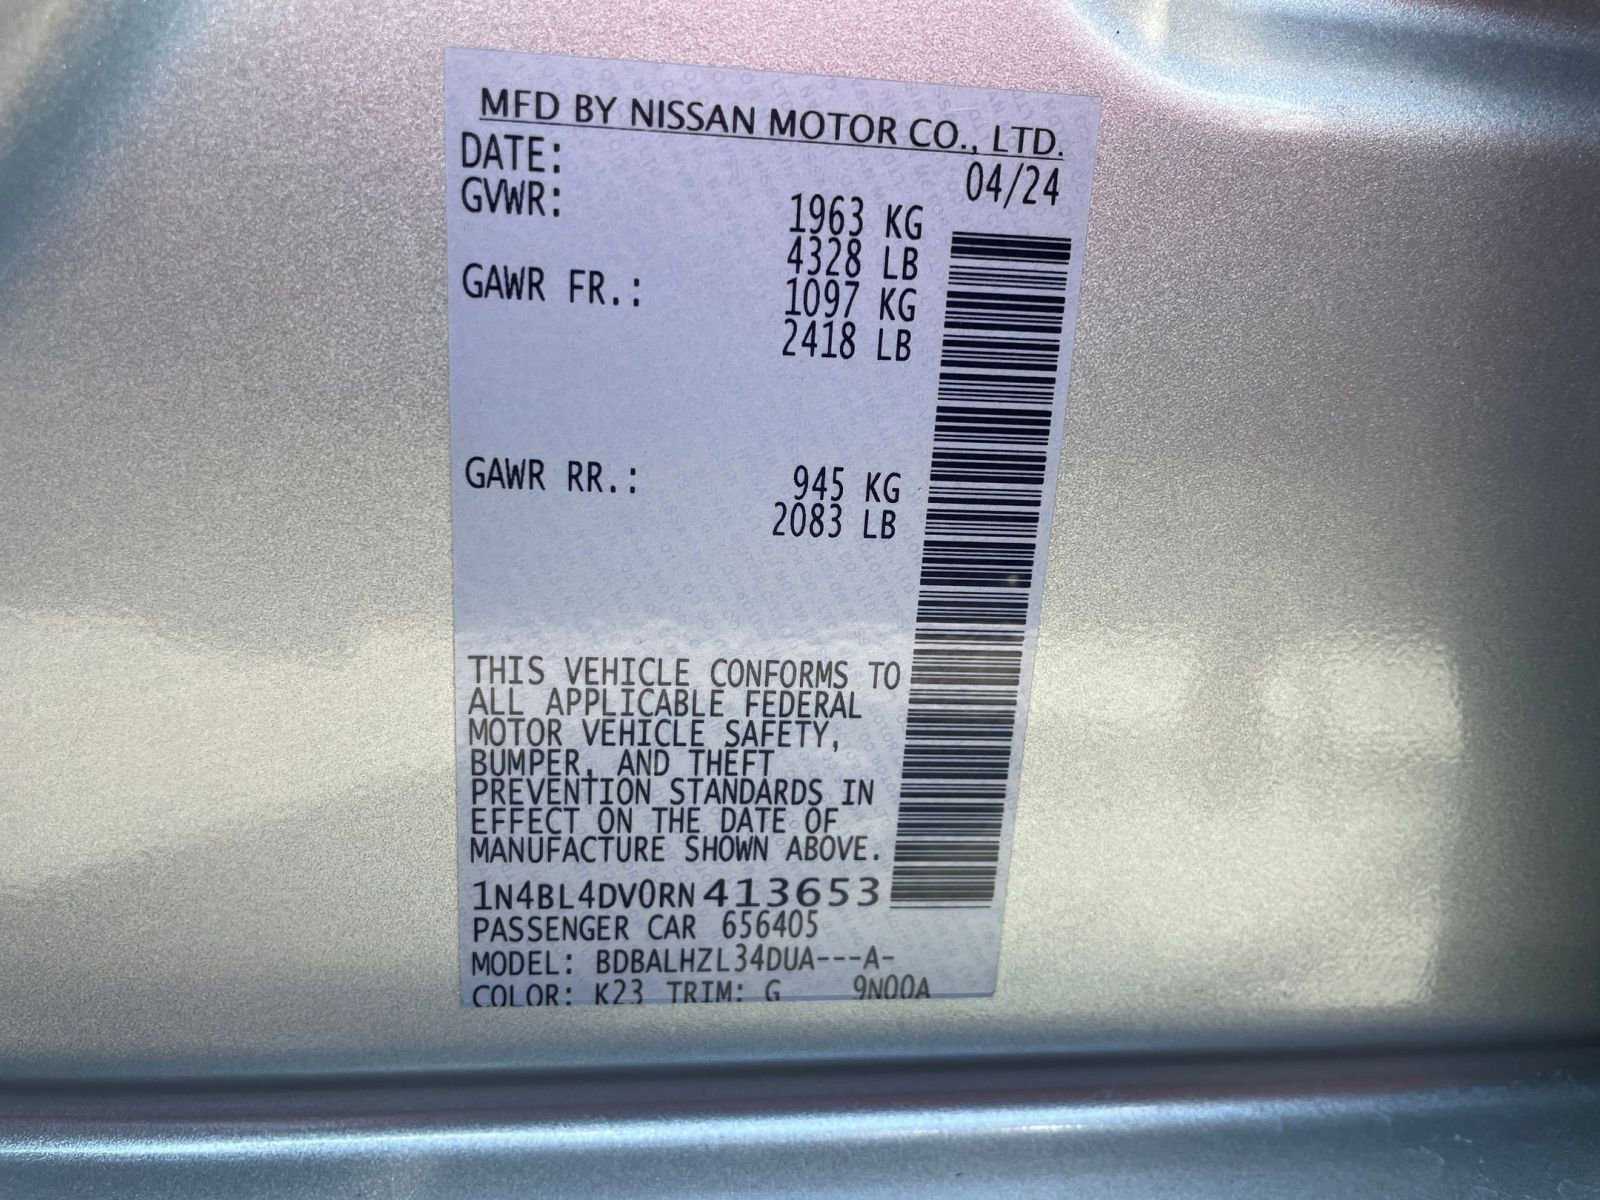 MFD BY NISSAN MOTOR CO., LTD.
DATE: 04/24
GVWR: 1963 KG
4328 LB
GAWR FR.: 1097 KG
2418 LB
GAWR RR.: 945 KG
2083 LB
THIS VEHICLE CONFORMS TO
ALL APPLICABLE FEDERAL
MOTOR VEHICLE SAFETY,
BUMPER, AND THEFT
PREVENTION STANDARDS IN
EFFECT ON THE DATE OF
MANUFACTURE SHOWN ABOVE.
1N4BL4DV0RN413653
PASSENGER CAR 656405
MODEL: BDBALHZL34DUA---A-
COLOR: K23 TRIM: G 9N00A